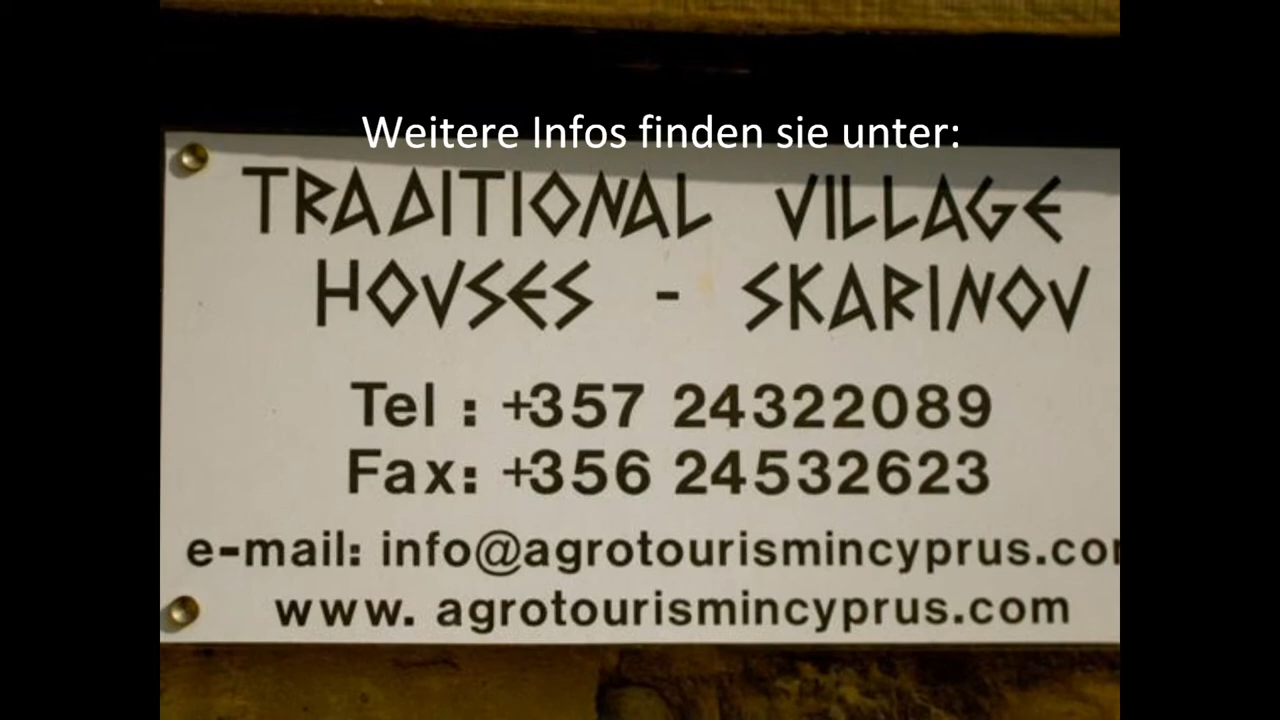 Weitere Infos finden sie unter:
TRADITIONAL VILLAGE
HOVSES - SKARINOV
Tel : +357 24322089
Fax: +356 24532623
e-mail: info@agrotourismincyprus.co
www. agrotourismincyprus.com